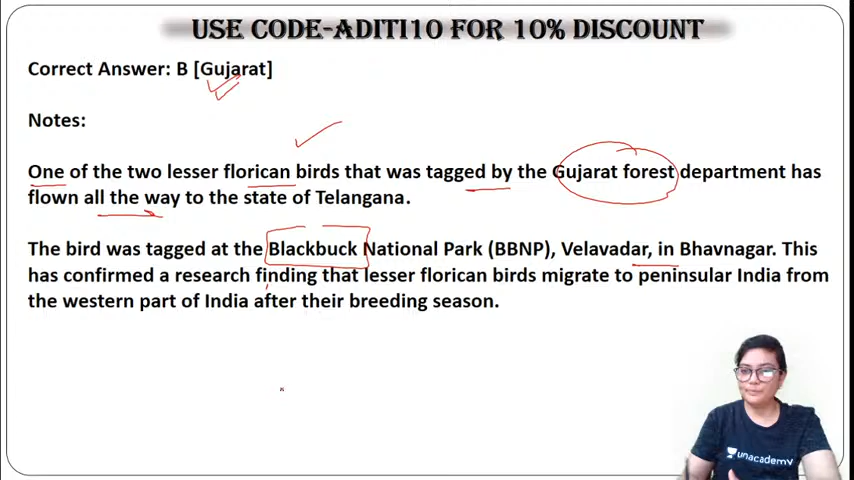 USE CODE-ADITI10 FOR 10% DISCOUNT
Correct Answer: B [Gujarat]
Notes:
One of the two lesser florican birds that was tagged by the Gujarat forest department has
flown all the way to the state of Telangana.
The bird was tagged at the Blackbuck National Park (BBNP), Velavadar, in Bhavnagar. This
has confirmed a research finding that lesser florican birds migrate to peninsular India from
the western part of India after their breeding season.
unacademy